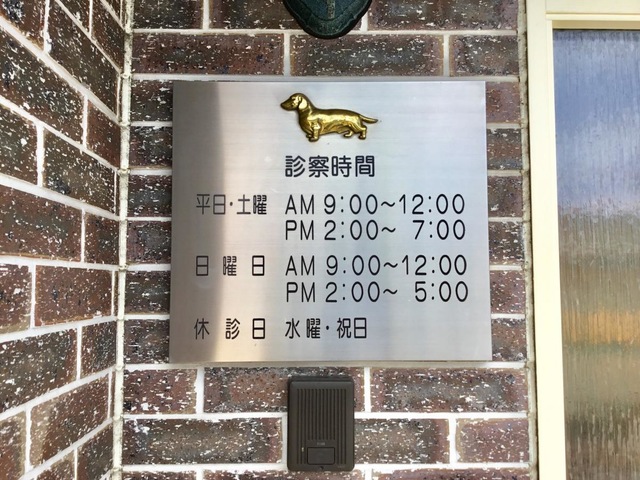 診察時間
平日・土曜 AM 9:00～12:00
PM 2:00～ 7:00
日曜日 AM 9:00～12:00
PM 2:00～ 5:00
休診日 水曜・祝日